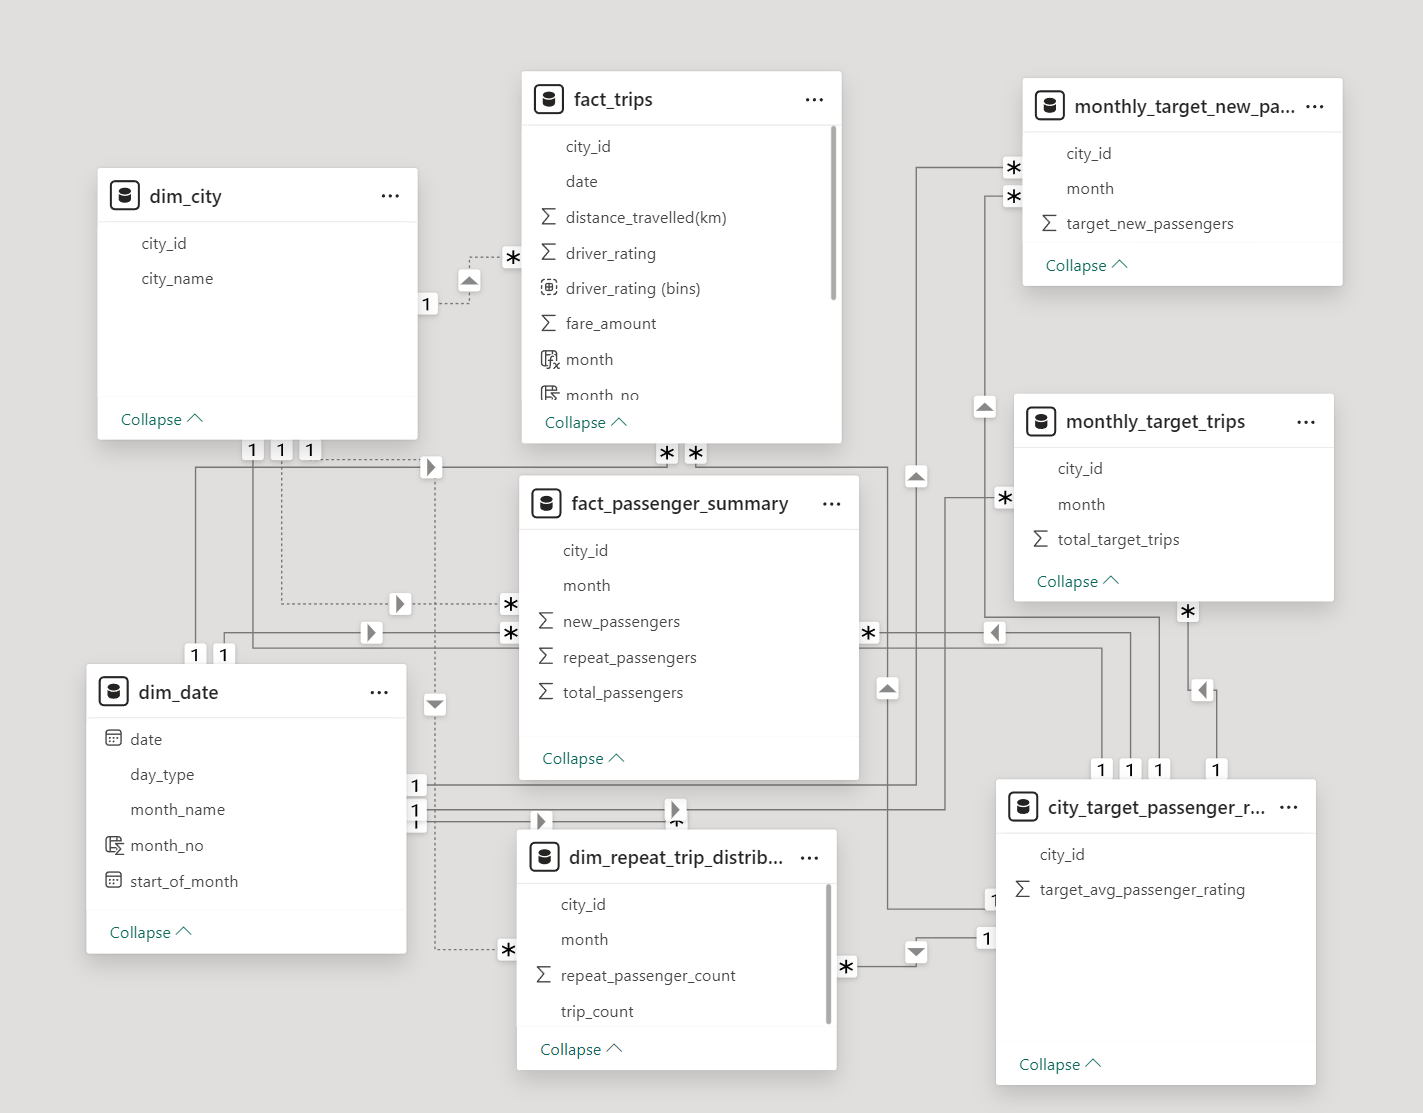 dim_city
city_id
city_name
Collapse
fact_trips
city_id
date
distance_travelled(km)
driver_rating
driver_rating (bins)
fare_amount
month
month_no
Collapse
monthly_target_new_pa...
city_id
month
target_new_passengers
Collapse
monthly_target_trips
city_id
month
total_target_trips
Collapse
fact_passenger_summary
city_id
month
new_passengers
repeat_passengers
total_passengers
Collapse
dim_date
date
day_type
month_name
month_no
start_of_month
Collapse
dim_repeat_trip_distrib...
city_id
month
repeat_passenger_count
trip_count
Collapse
city_target_passenger_r...
city_id
target_avg_passenger_rating
Collapse
1
*
1
1
1
*
*
*
*
*
*
*
*
1
1
*
1
1
1
1
1
1
*
1
1
*